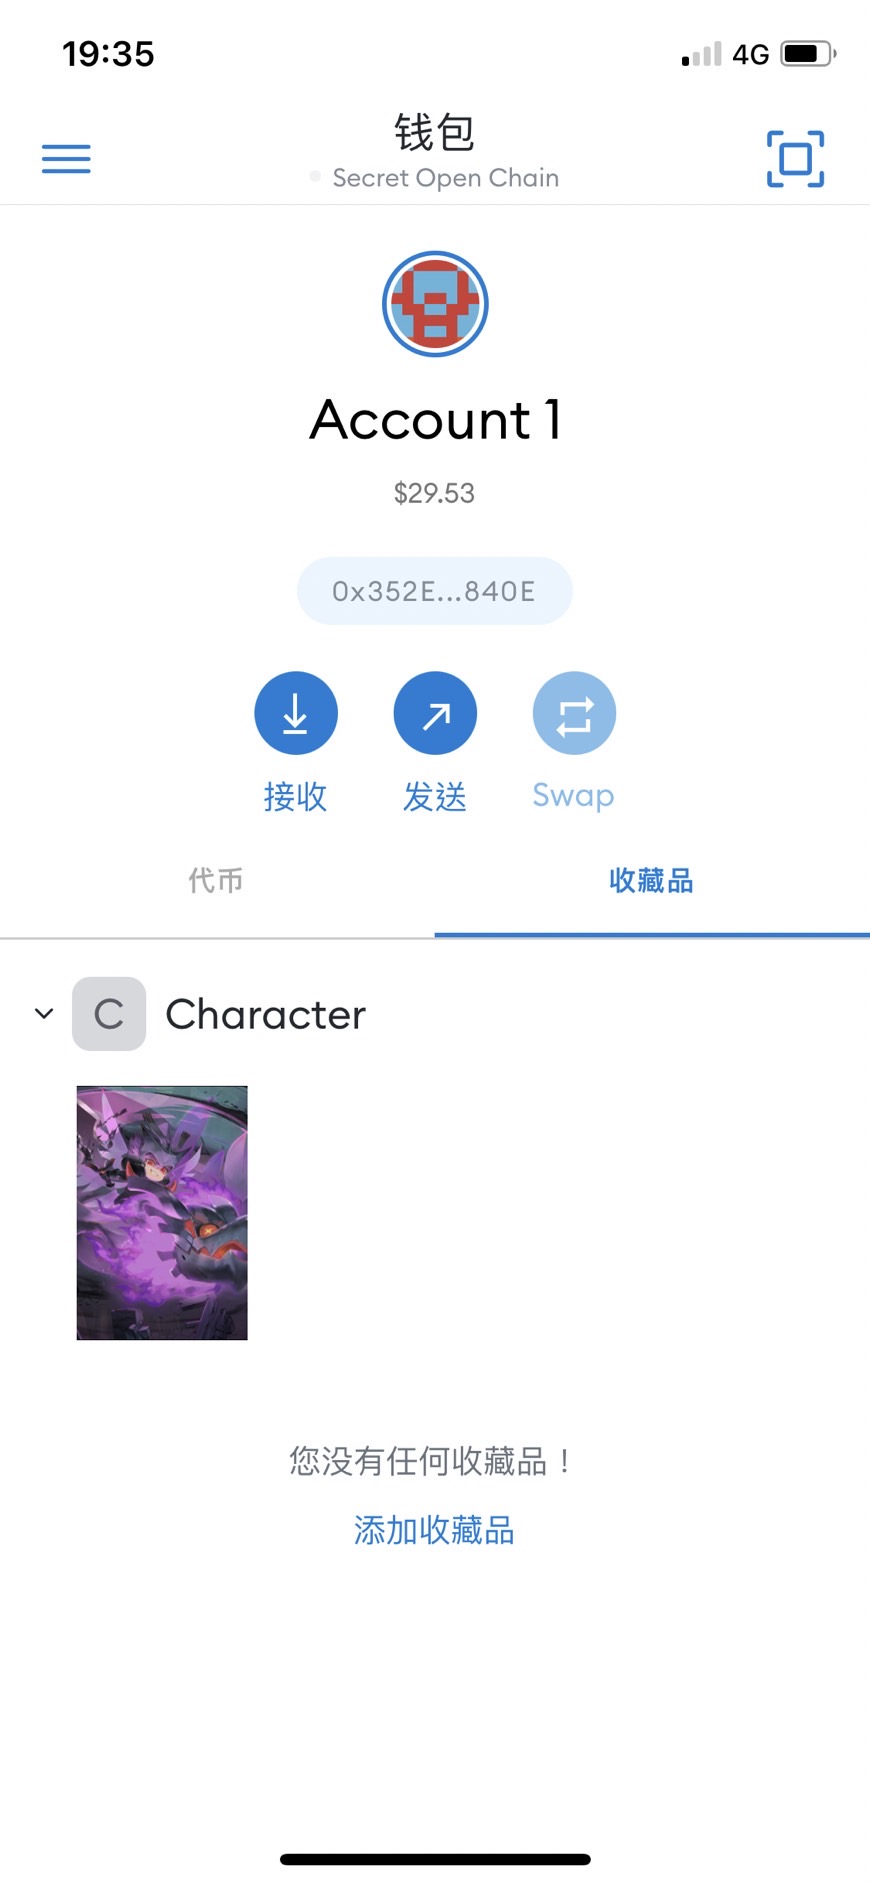 19:35
4G
钱包
Secret Open Chain
Account 1
$29.53
0x352E...840E
接收
发送
Swap
代币
收藏品
C
Character
您没有任何收藏品！
添加收藏品